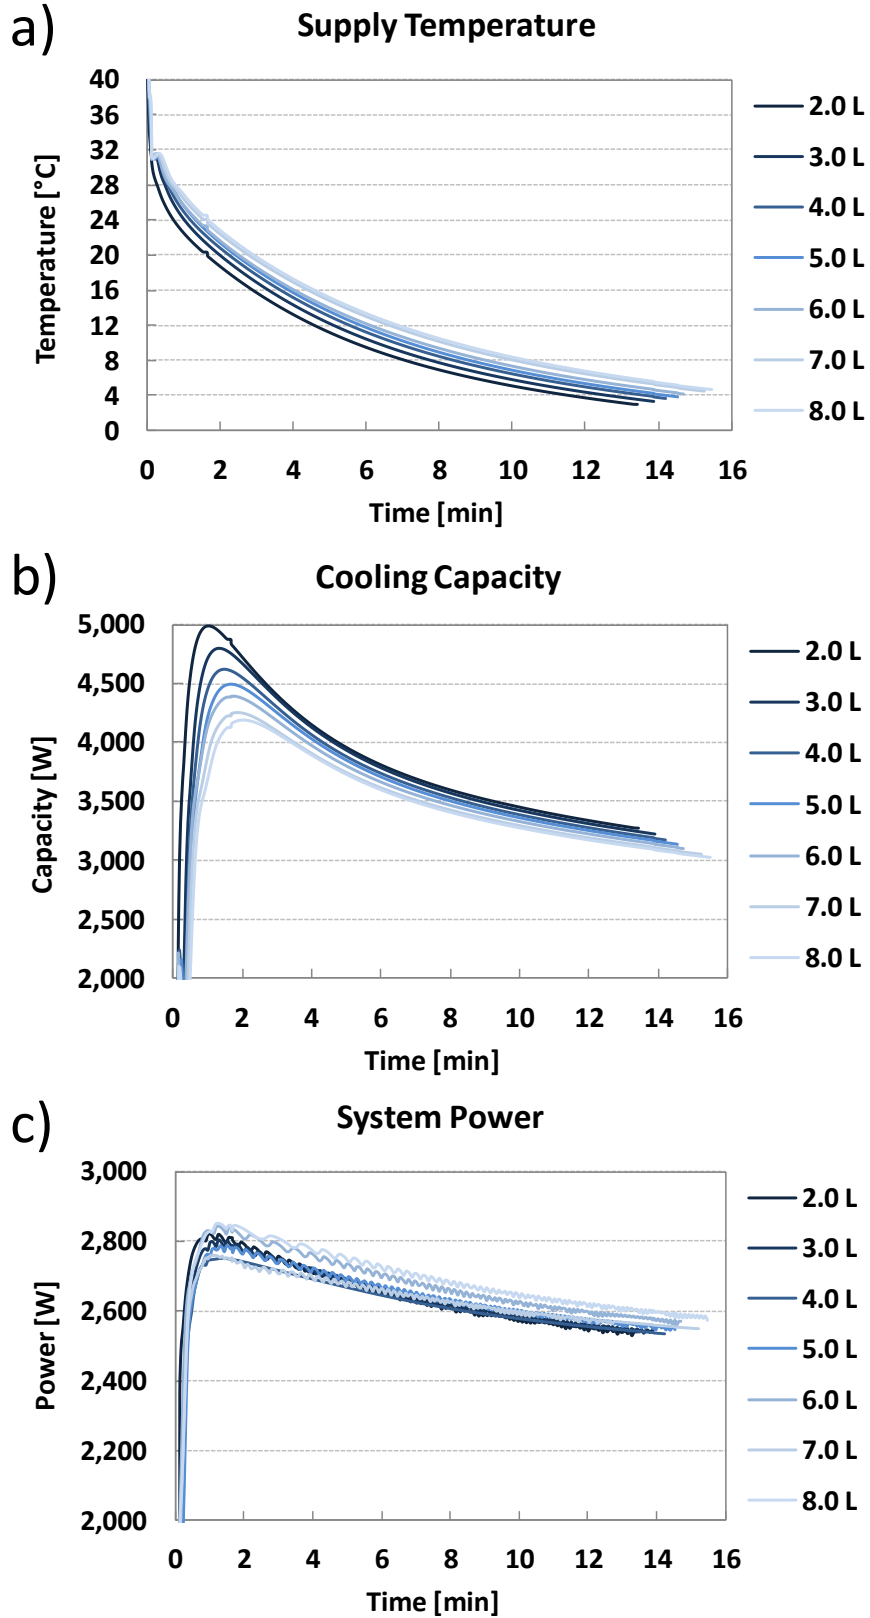 a)
Supply Temperature
Temperature [°C]
40
36
32
28
24
20
16
12
8
4
0
0 2 4 6 8 10 12 14 16
Time [min]
2.0 L
3.0 L
4.0 L
5.0 L
6.0 L
7.0 L
8.0 L
b)
Cooling Capacity
Capacity [W]
5,000
4,500
4,000
3,500
3,000
2,500
2,000
0 2 4 6 8 10 12 14 16
Time [min]
2.0 L
3.0 L
4.0 L
5.0 L
6.0 L
7.0 L
8.0 L
c)
System Power
Power [W]
3,000
2,800
2,600
2,400
2,200
2,000
0 2 4 6 8 10 12 14 16
Time [min]
2.0 L
3.0 L
4.0 L
5.0 L
6.0 L
7.0 L
8.0 L